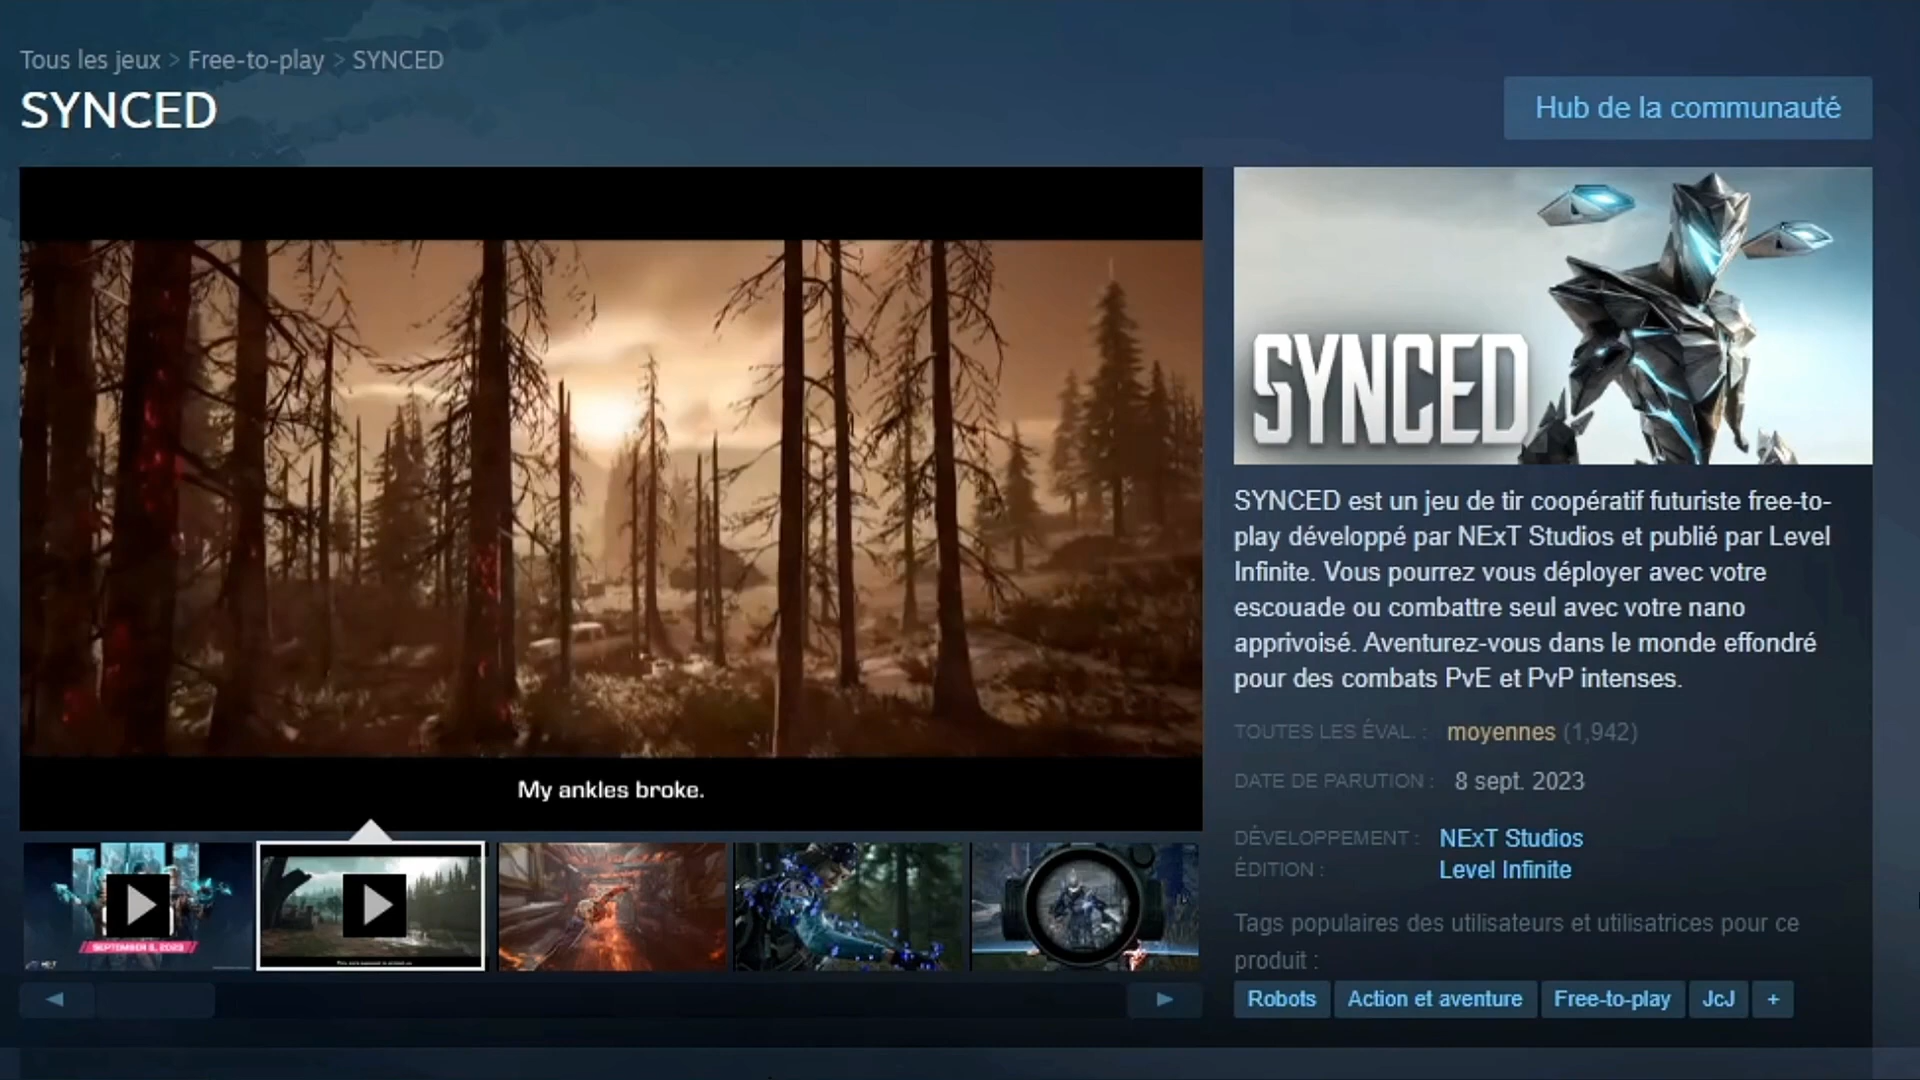 Tous les jeux > Free-to-play > SYNCED
SYNCED
Hub de la communauté
My ankles broke.
SEPTEMBER 8, 2023
SYNCED
SYNCED est un jeu de tir coopératif futuriste free-to-
play développé par NExT Studios et publié par Level
Infinite. Vous pourrez vous déployer avec votre
escouade ou combattre seul avec votre nano
apprivoisé. Aventurez-vous dans le monde effondré
pour des combats PvE et PvP intenses.
TOUTES LES ÉVAL. : moyennes (1,942)
DATE DE PARUTION : 8 sept. 2023
DÉVELOPPEMENT : NExT Studios
ÉDITION : Level Infinite
Tags populaires des utilisateurs et utilisatrices pour ce
produit :
Robots Action et aventure Free-to-play JcJ +